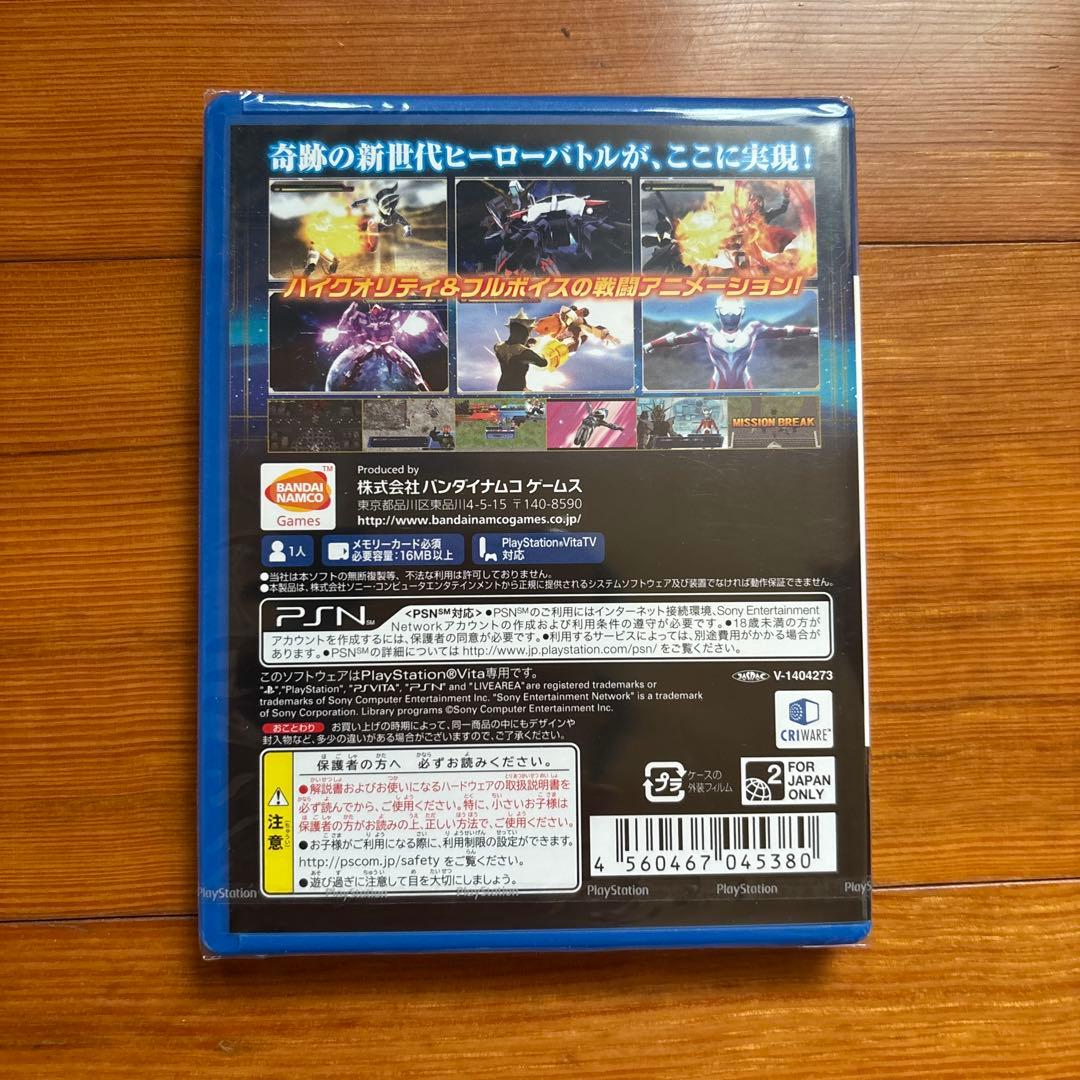 奇跡の新世代ヒーローバトルが、ここに実現！
ハイクオリティ&フルボイスの戦闘アニメーション！
MISSION BREAK
BANDAI
NAMCO
Games
TM
Produced by
株式会社 バンダイナムコ ゲームス
東京都品川区東品川4-5-15 〒140-8590
http://www.bandainamcogames.co.jp/
1人
メモリーカード必須
必要容量：16MB以上
PlayStation®VitaTV
対応
●当社は本ソフトの無断複製等、不法な利用は許可しておりません。
●本製品は、株式会社ソニー・コンピュータエンタテインメントから正規に提供されるシステムソフトウェア及び装置でなければ動作保証できません。
PSN SM
<PSN℠対応> ●PSN℠のご利用にはインターネット接続環境、Sony Entertainment
Networkアカウントの作成および利用条件の遵守が必要です。●18歳未満の方が
アカウントを作成するには、保護者の同意が必要です。●利用するサービスによっては、別途費用がかかる場合が
あります。●PSN℠の詳細については http://www.jp.playstation.com/psn/ をご覧ください。
このソフトウェアはPlayStation®Vita専用です。
V-1404273
"PlayStation", "PSVITA", "PSN" and "LIVEAREA" are registered trademarks or
trademarks of Sony Computer Entertainment Inc. "Sony Entertainment Network" is a trademark
of Sony Corporation. Library programs ©Sony Computer Entertainment Inc.
おことわり お買い上げの時期によって、同一商品の中にもデザインや
封入物など、多少の違いがある場合がございますので、ご了承ください。
CRIWARE™
保護者の方へ 必ずお読みください。
注意
●解説書およびお使いになるハードウェアの取扱説明書を
必ず読んでから、ご使用ください。特に、小さいお子様は
保護者の方がお読みの上、正しい方法で、ご使用ください。
●お子様がご利用になる際に、利用制限の設定ができます。
http://pscom.jp/safety をご覧ください。
●遊び過ぎに注意して目を大切にしましょう。
プラ
ケースの
外装フィルム
2
FOR
JAPAN
ONLY
4 560467 045380
PlayStation PlayStation PlayStation PlayStation